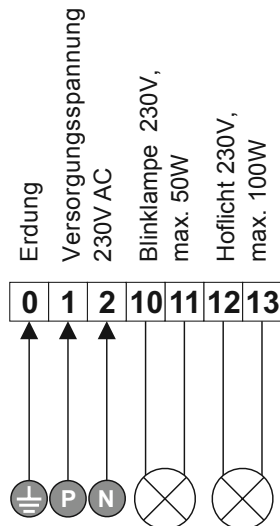 Erdung
Versorgungsspannung
230V AC
Blinklampe 230V,
max. 50W
Hoflicht 230V,
max. 100W
0 1 2 10 11 12 13
P N